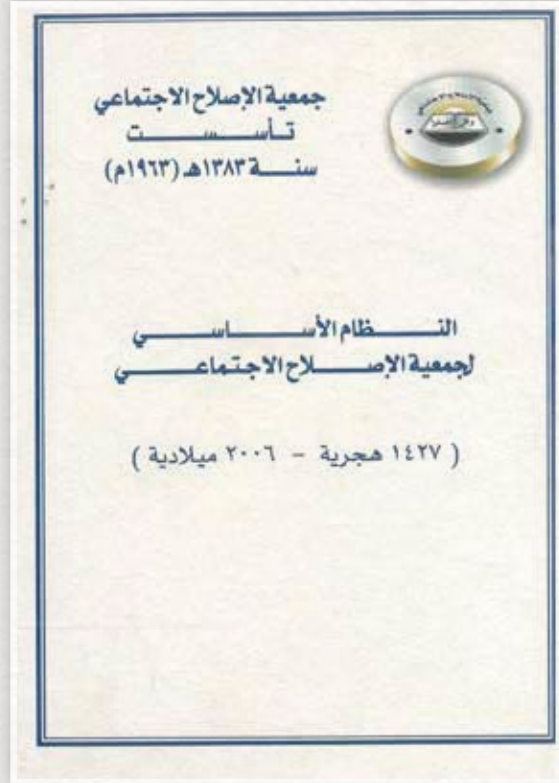 جمعية الإصلاح الاجتماعي
تأسست
سنة ١٣٨٣هـ (١٩٦٣م)
النظام الأساسي
لجمعية الإصلاح الاجتماعي
( ١٤٢٧ هجرية - ٢٠٠٦ ميلادية )